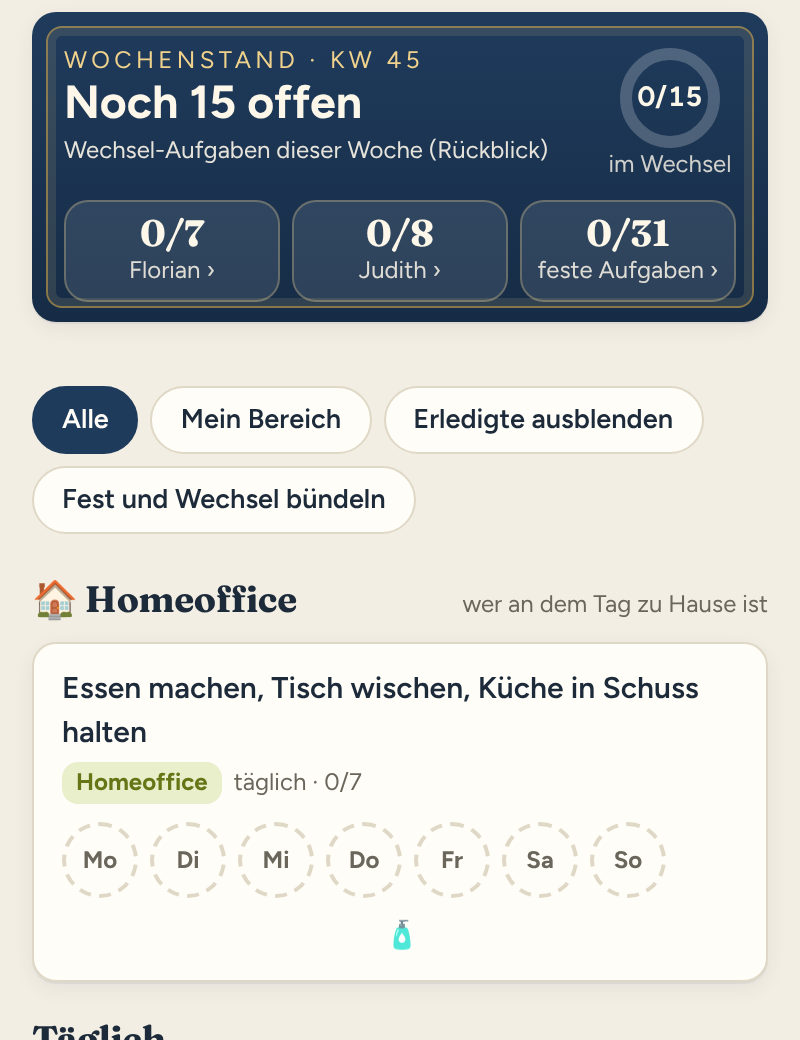 WOCHENSTAND · KW 45
Noch 15 offen
Wechsel-Aufgaben dieser Woche (Rückblick)
0/15
im Wechsel
0/7
Florian ›
0/8
Judith ›
0/31
feste Aufgaben ›
Alle
Mein Bereich
Erledigte ausblenden
Fest und Wechsel bündeln
Homeoffice
wer an dem Tag zu Hause ist
Essen machen, Tisch wischen, Küche in Schuss
halten
Homeoffice
täglich · 0/7
Mo Di Mi Do Fr Sa So
Täglich